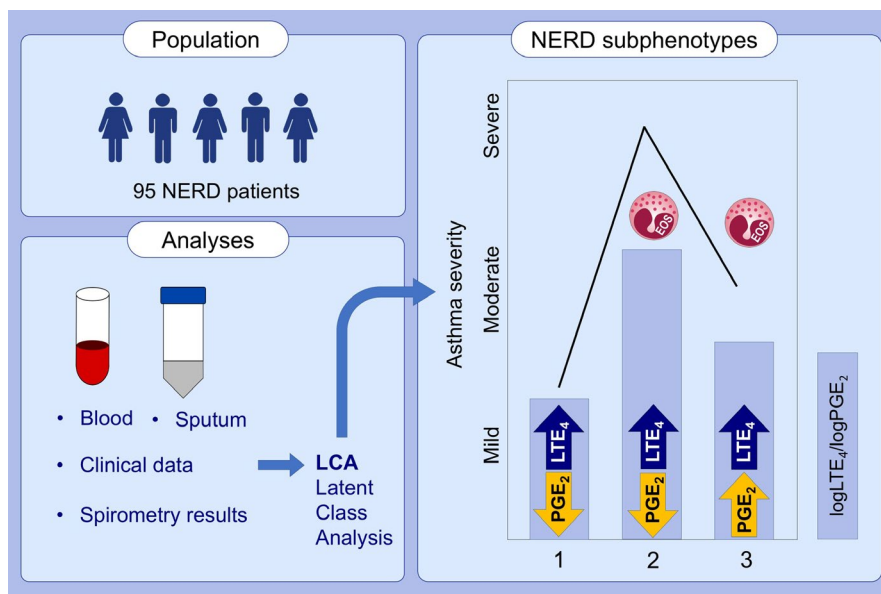 Population
95 NERD patients
Analyses
• Blood • Sputum
• Clinical data
• Spirometry results
LCA
Latent
Class
Analysis
NERD subphenotypes
Asthma severity
Severe
Moderate
Mild
EOS
EOS
LTE₄
LTE₄
LTE₄
PGE₂
PGE₂
PGE₂
1 2 3
logLTE₄/logPGE₂